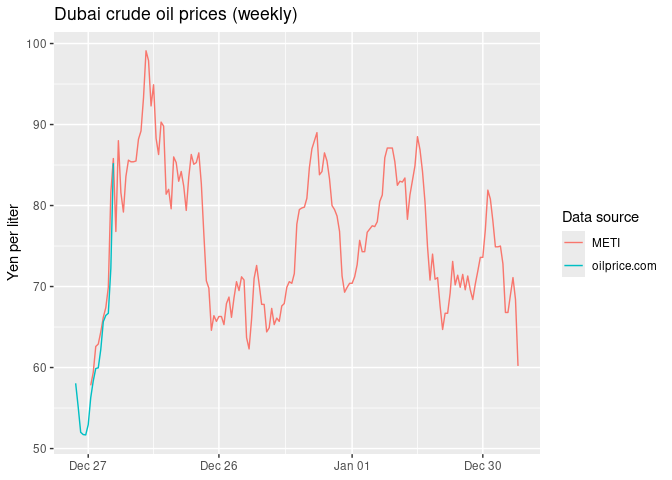 Dubai crude oil prices (weekly)
100
90
80
70
60
50
Yen per liter
Dec 27
Dec 26
Jan 01
Dec 30
Data source
METI
oilprice.com